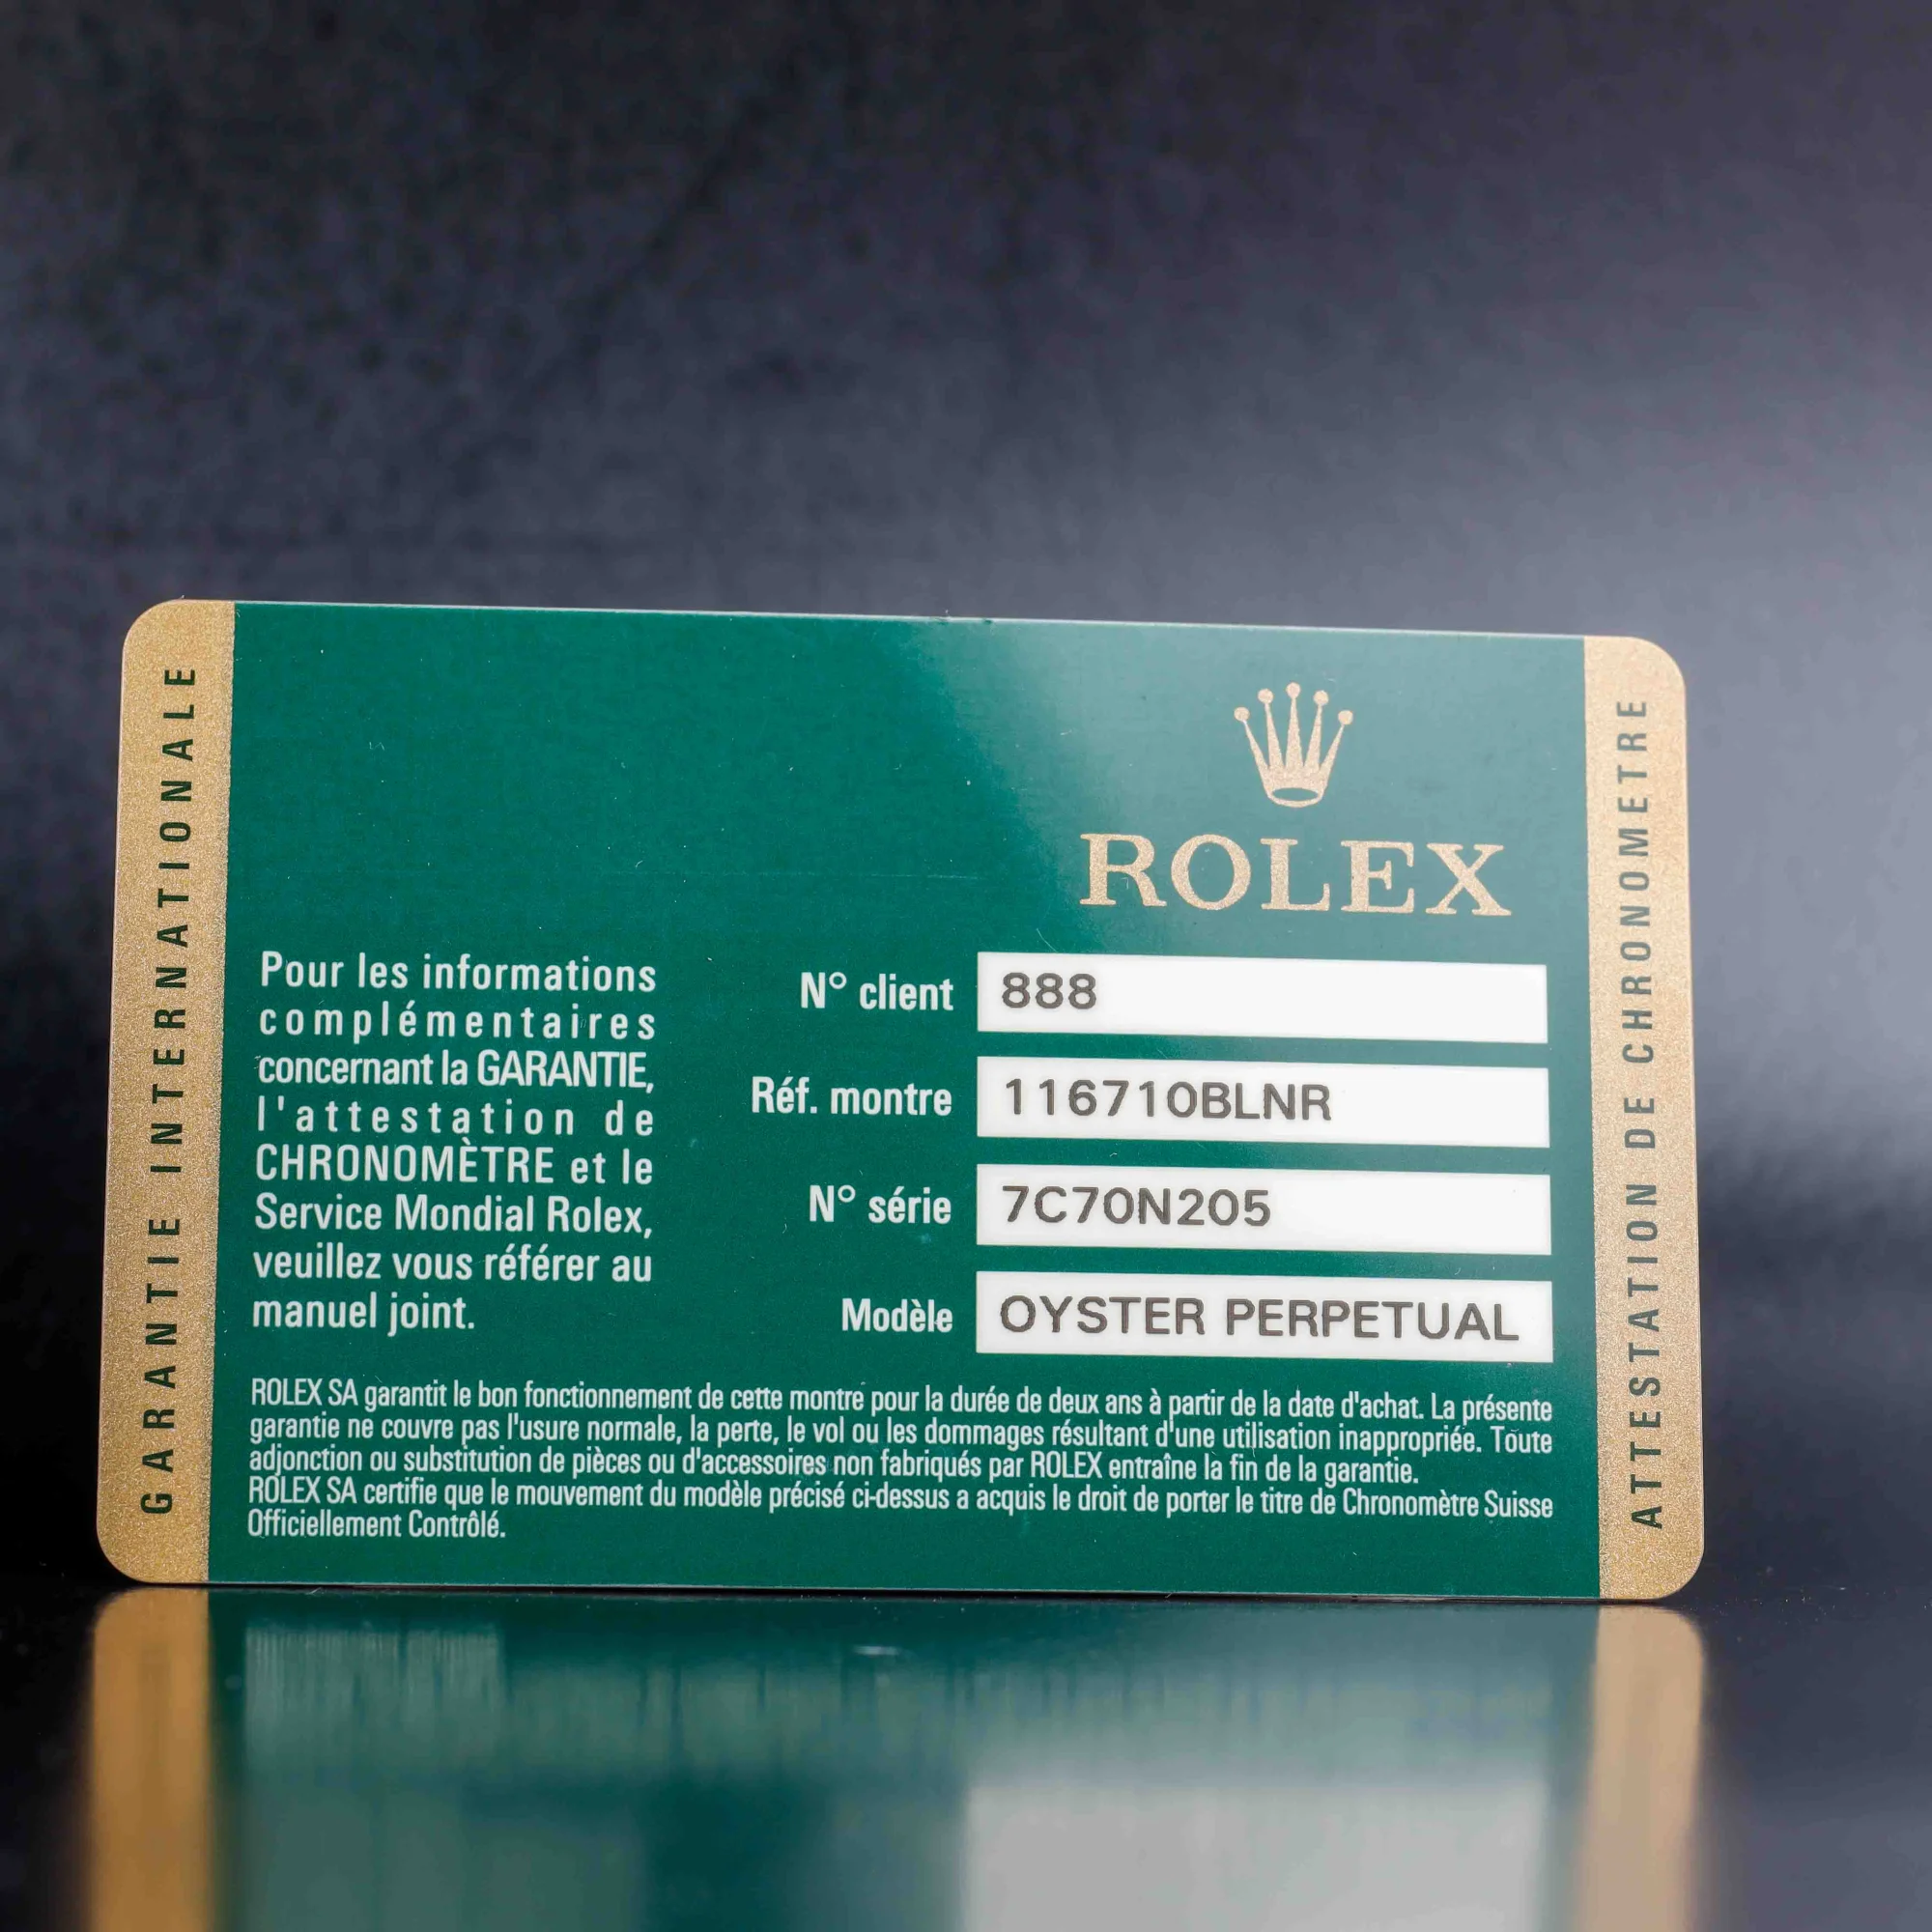 GARANTIE INTERNATIONALE
ROLEX
Pour les informations
complémentaires
concernant la GARANTIE,
l'attestation de
CHRONOMÈTRE et le
Service Mondial Rolex,
veuillez vous référer au
manuel joint.
N° client 888
Réf. montre 116710BLNR
N° série 7C70N205
Modèle OYSTER PERPETUAL
ROLEX SA garantit le bon fonctionnement de cette montre pour la durée de deux ans à partir de la date d'achat. La présente
garantie ne couvre pas l'usure normale, la perte, le vol ou les dommages résultant d'une utilisation inappropriée. Toute
adjonction ou substitution de pièces ou d'accessoires non fabriqués par ROLEX entraîne la fin de la garantie.
ROLEX SA certifie que le mouvement du modèle précisé ci-dessus a acquis le droit de porter le titre de Chronomètre Suisse
Officiellement Contrôlé.
ATTESTATION DE CHRONOMETRE